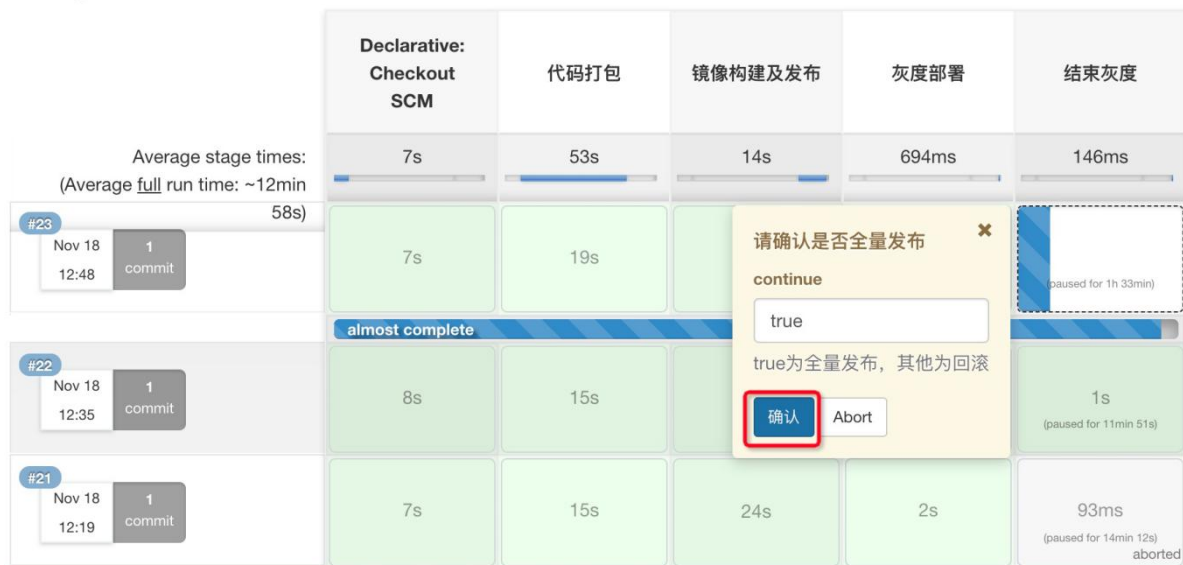 Declarative:
Checkout
SCM
代码打包
镜像构建及发布
灰度部署
结束灰度
Average stage times:
(Average full run time: ~12min
58s)
7s
53s
14s
694ms
146ms
#23
Nov 18
12:48
1
commit
7s
19s
(paused for 1h 33min)
请确认是否全量发布
continue
true
true为全量发布，其他为回滚
确认
Abort
almost complete
#22
Nov 18
12:35
1
commit
8s
15s
1s
(paused for 11min 51s)
#21
Nov 18
12:19
1
commit
7s
15s
24s
2s
93ms
(paused for 14min 12s)
aborted